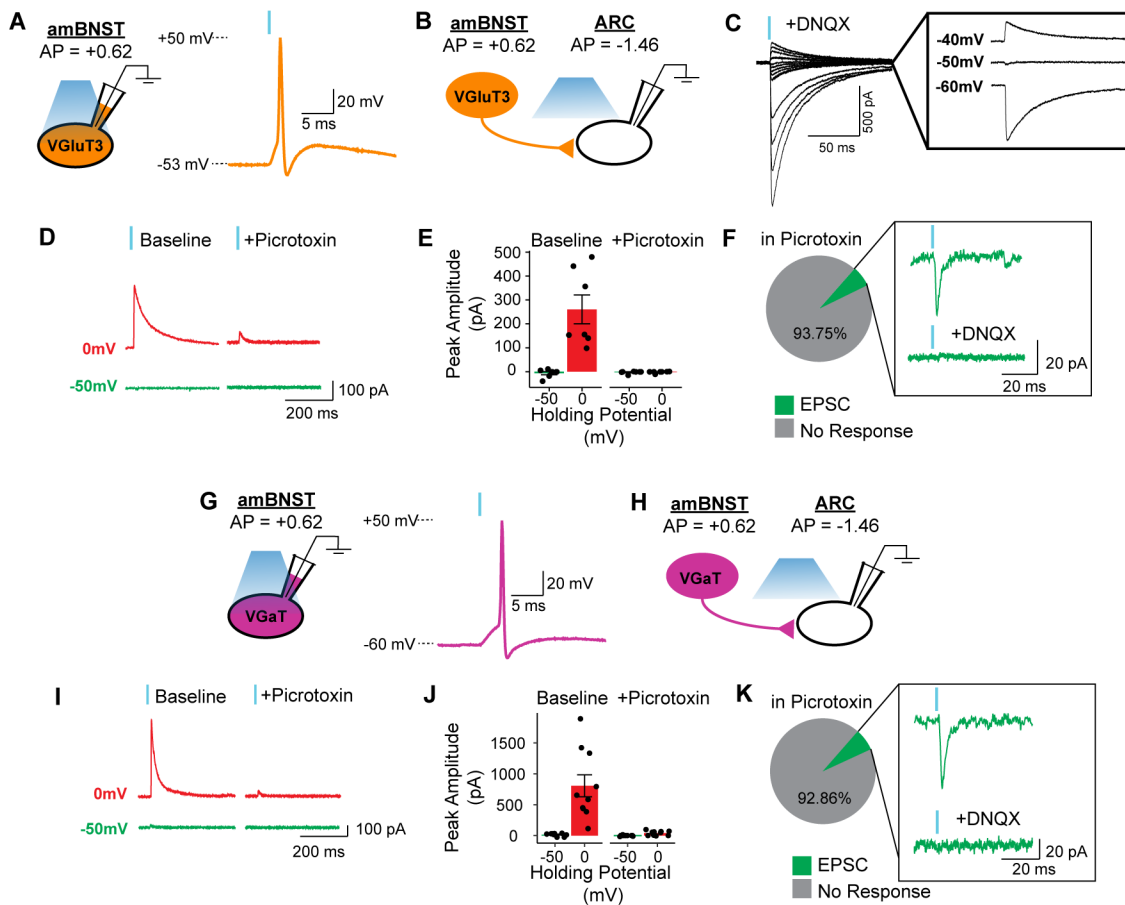 A
amBNST
AP = +0.62
VGluT3
+50 mV
-53 mV
20 mV
5 ms
B
amBNST
AP = +0.62
ARC
AP = -1.46
VGluT3
C
+DNQX
500 pA
50 ms
-40mV
-50mV
-60mV
D
Baseline
+Picrotoxin
0mV
-50mV
100 pA
200 ms
E
Baseline
+Picrotoxin
Peak Amplitude
(pA)
500
400
300
200
100
0
-50
0
-50
0
Holding Potential
(mV)
F
in Picrotoxin
93.75%
EPSC
No Response
+DNQX
20 pA
20 ms
G
amBNST
AP = +0.62
VGaT
+50 mV
-60 mV
20 mV
5 ms
H
amBNST
AP = +0.62
ARC
AP = -1.46
VGaT
I
Baseline
+Picrotoxin
0mV
-50mV
100 pA
200 ms
J
Baseline
+Picrotoxin
Peak Amplitude
(pA)
1500
1000
500
0
-50
0
-50
0
Holding Potential
(mV)
K
in Picrotoxin
92.86%
EPSC
No Response
+DNQX
20 pA
20 ms